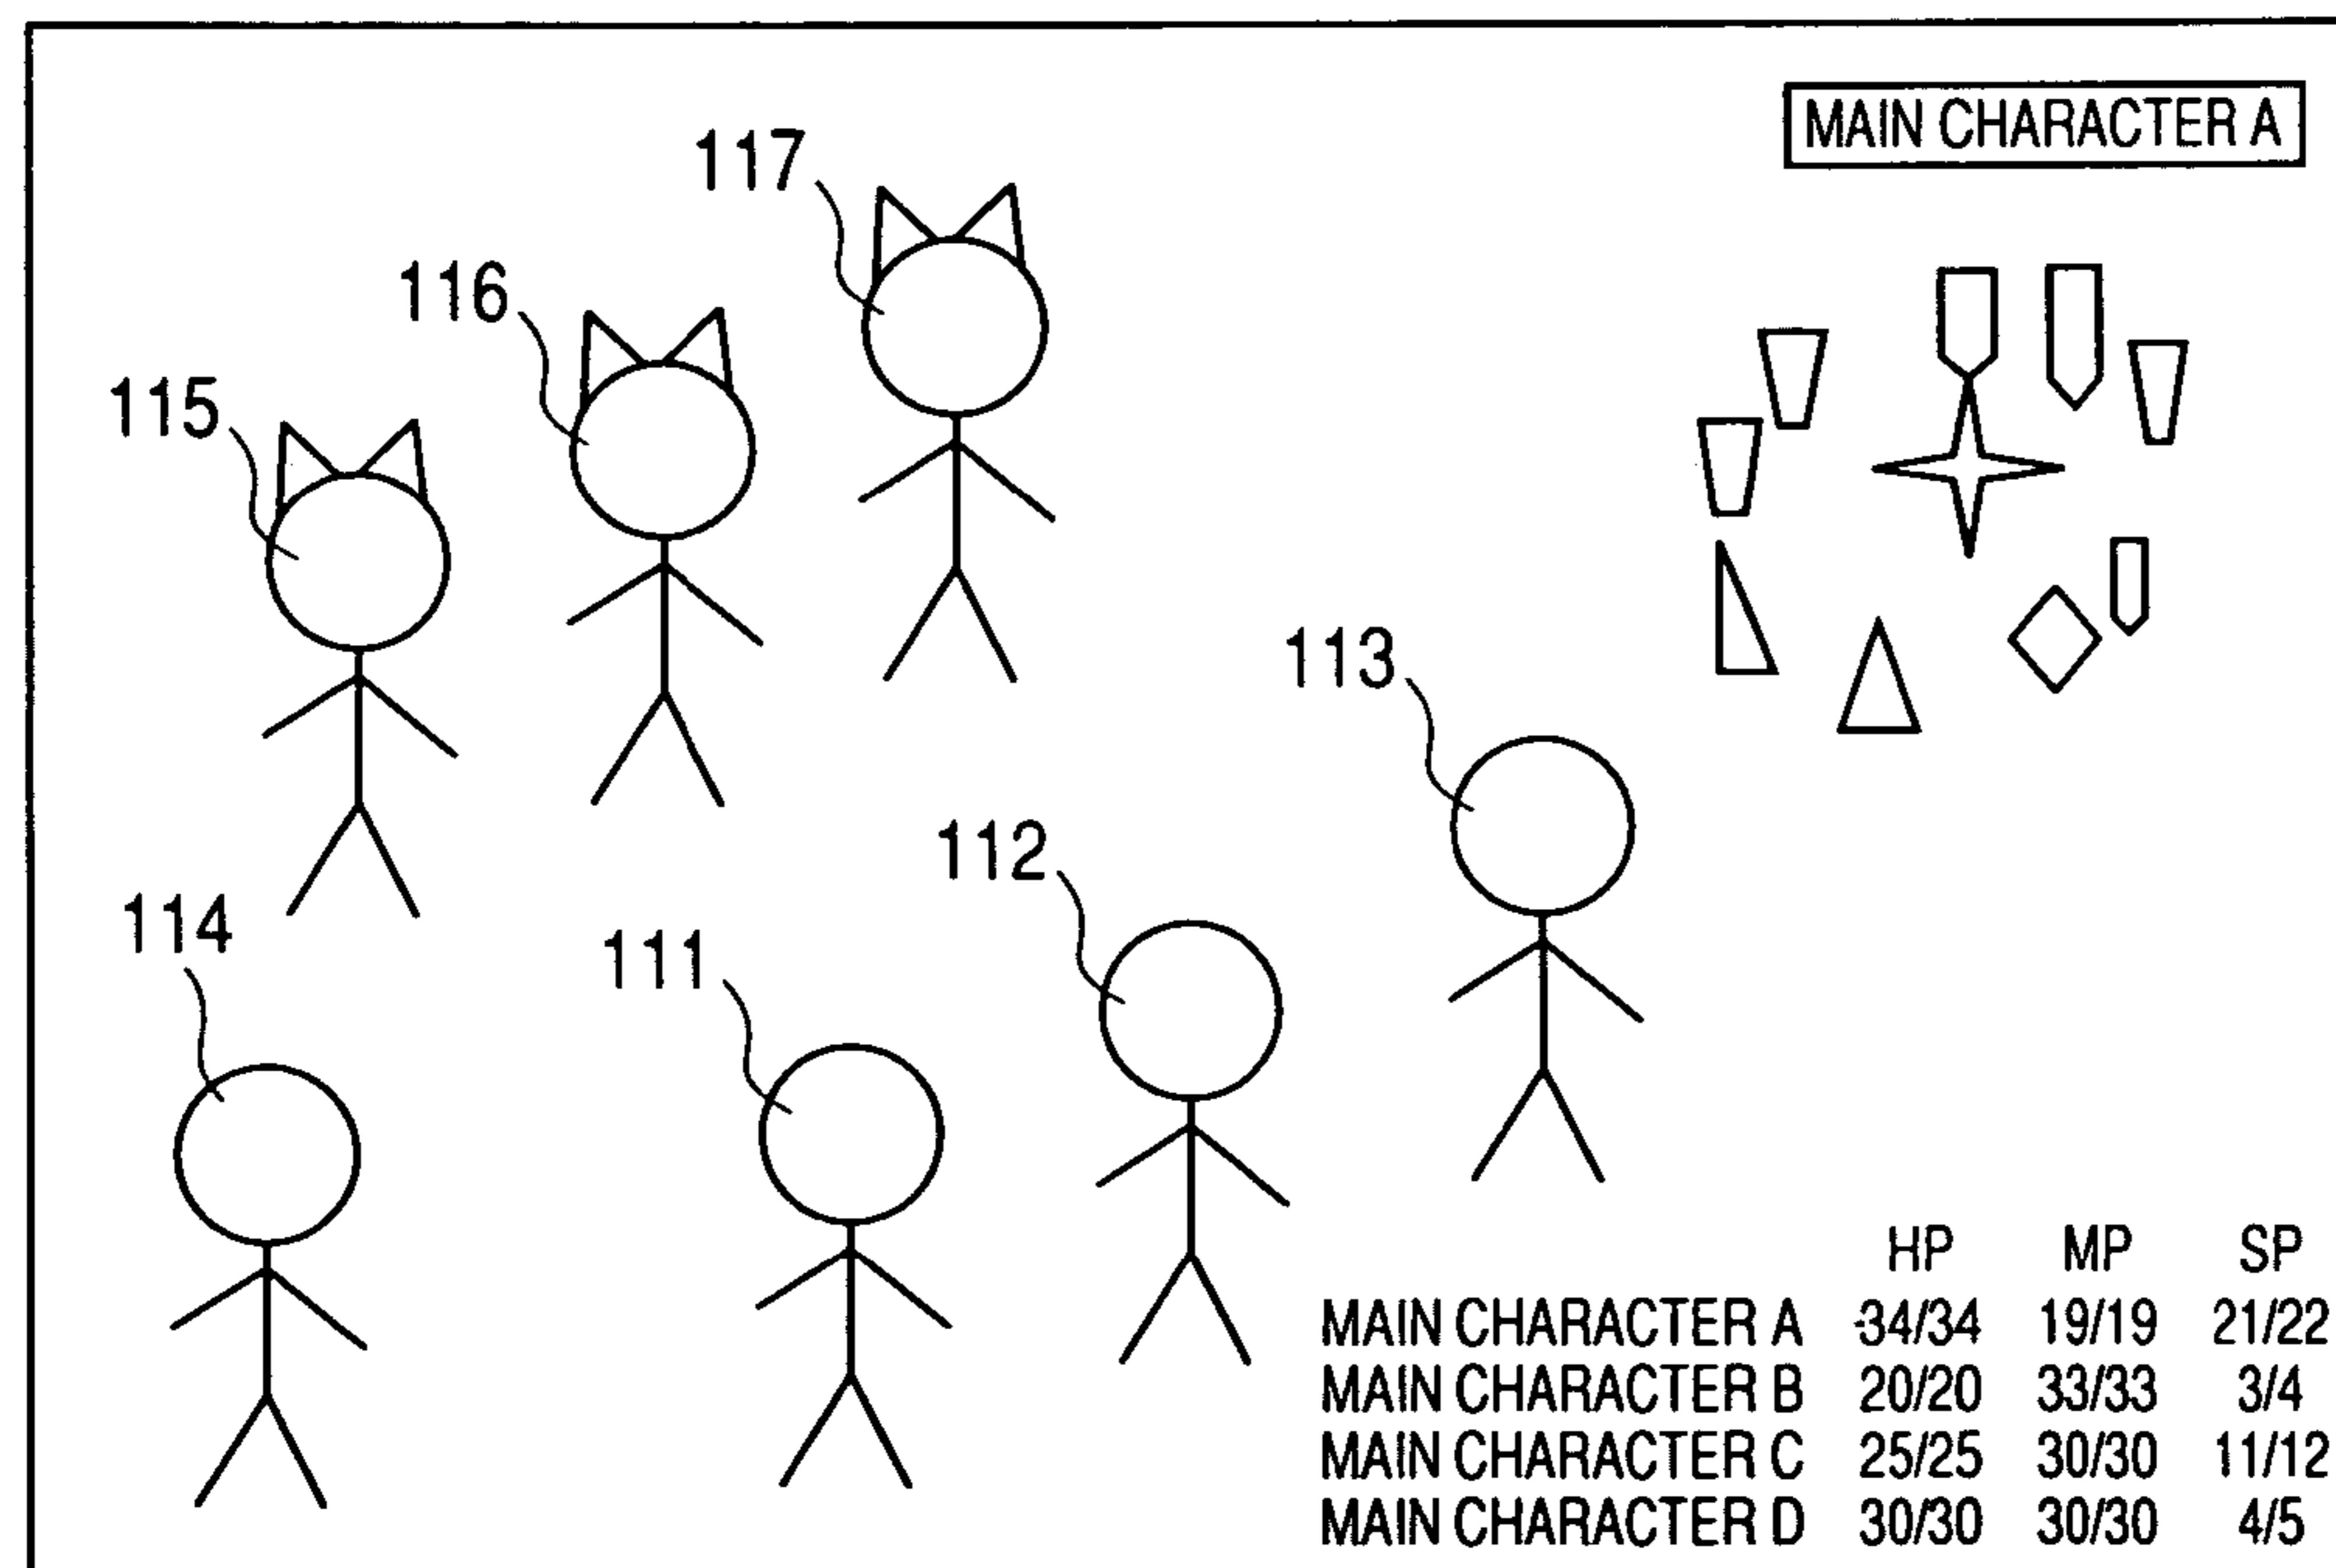 MAIN CHARACTER A
117
116
115
113
112
114
111
HP MP SP
MAIN CHARACTER A 34/34 19/19 21/22
MAIN CHARACTER B 20/20 33/33 3/4
MAIN CHARACTER C 25/25 30/30 11/12
MAIN CHARACTER D 30/30 30/30 4/5